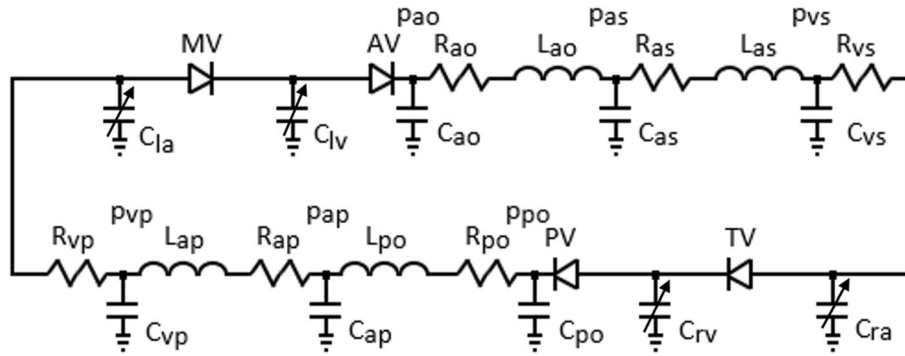 pao pas pvs
MV AV Rao Lao Ras Las Rvs
Cla Clv Cao Cas Cvs
pvp pap ppo
Rvp Lap Rap Lpo Rpo PV TV
Cvp Cap Cpo Crv Cra